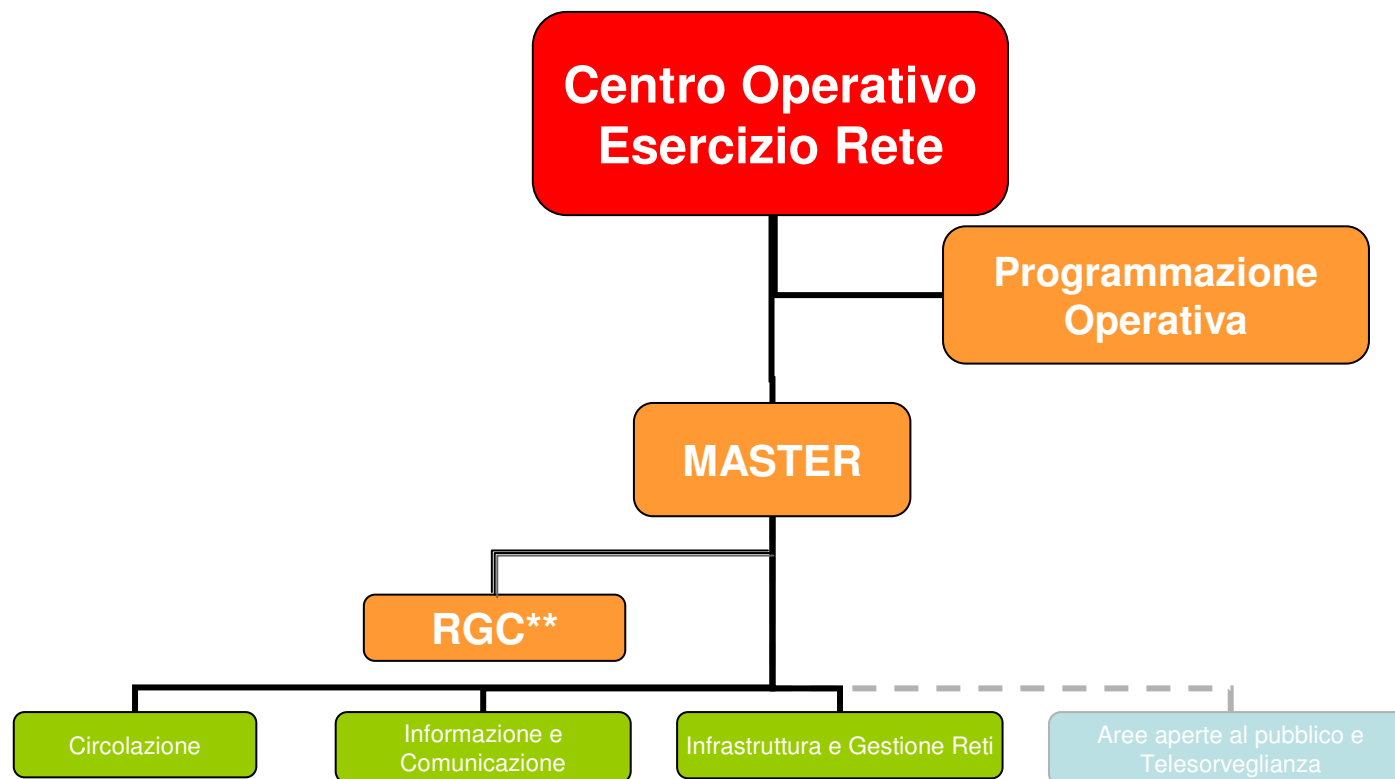 Centro Operativo
Esercizio Rete
Programmazione
Operativa
MASTER
RGC**
Circolazione
Informazione e
Comunicazione
Infrastruttura e Gestione Reti
Aree aperte al pubblico e
Telesorveglianza